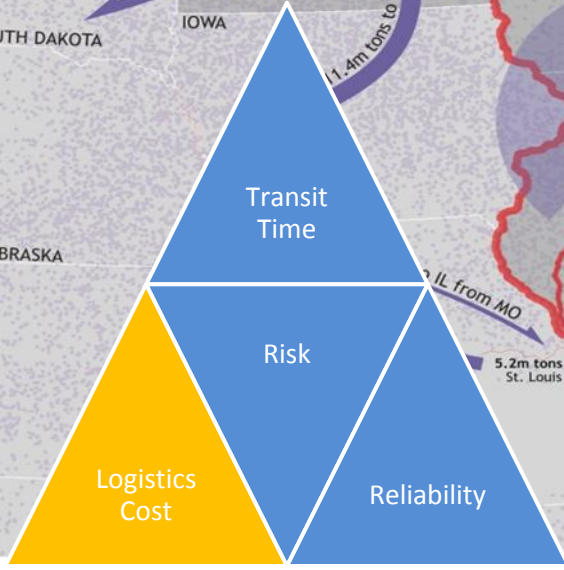 IOWA
UTH DAKOTA
11.4m tons to
Transit
Time
BRASKA
IL from MO
Risk
5.2m tons
St. Louis
Logistics
Cost
Reliability